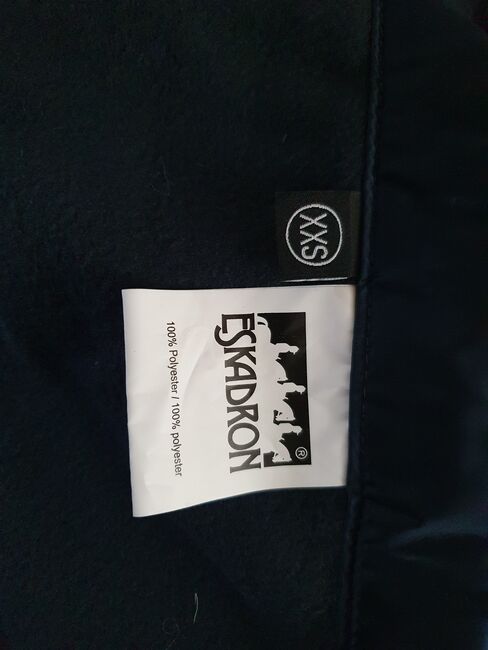 XXS
ESKADRON
®
100% Polyester / 100% polyester